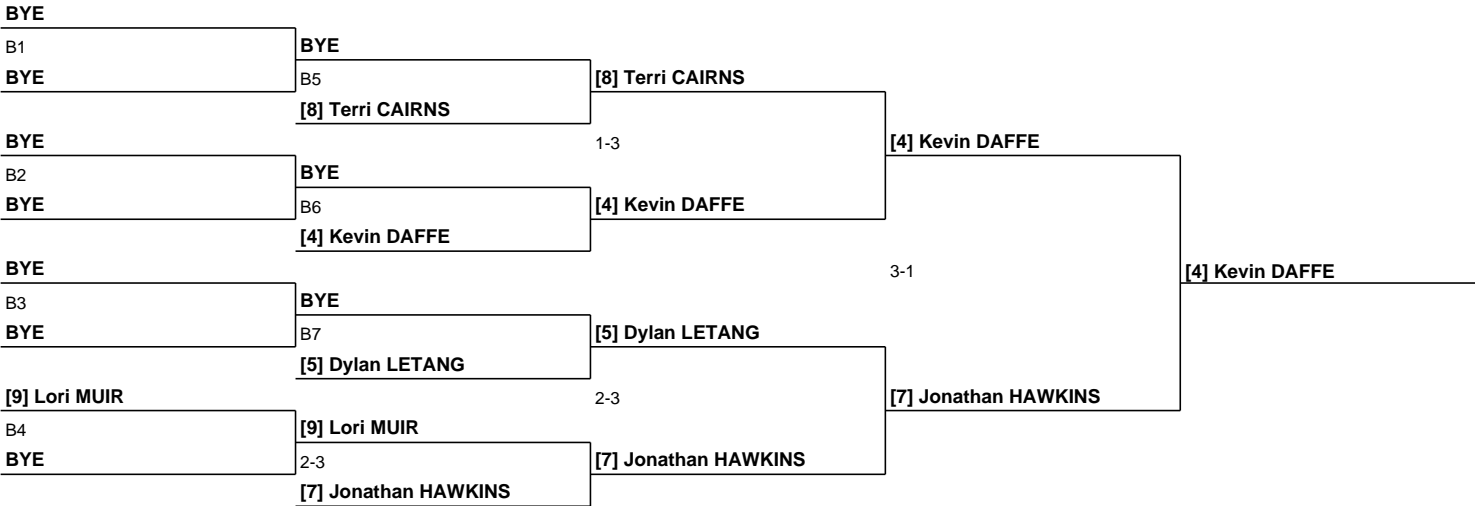 BYE
B1
BYE
BYE
B5
[8] Terri CAIRNS
[8] Terri CAIRNS
BYE
1-3
[4] Kevin DAFFE
B2
BYE
BYE
B6
[4] Kevin DAFFE
[4] Kevin DAFFE
BYE
3-1
[4] Kevin DAFFE
B3
BYE
BYE
B7
[5] Dylan LETANG
[5] Dylan LETANG
[9] Lori MUIR
2-3
[7] Jonathan HAWKINS
B4
[9] Lori MUIR
BYE
2-3
[7] Jonathan HAWKINS
[7] Jonathan HAWKINS